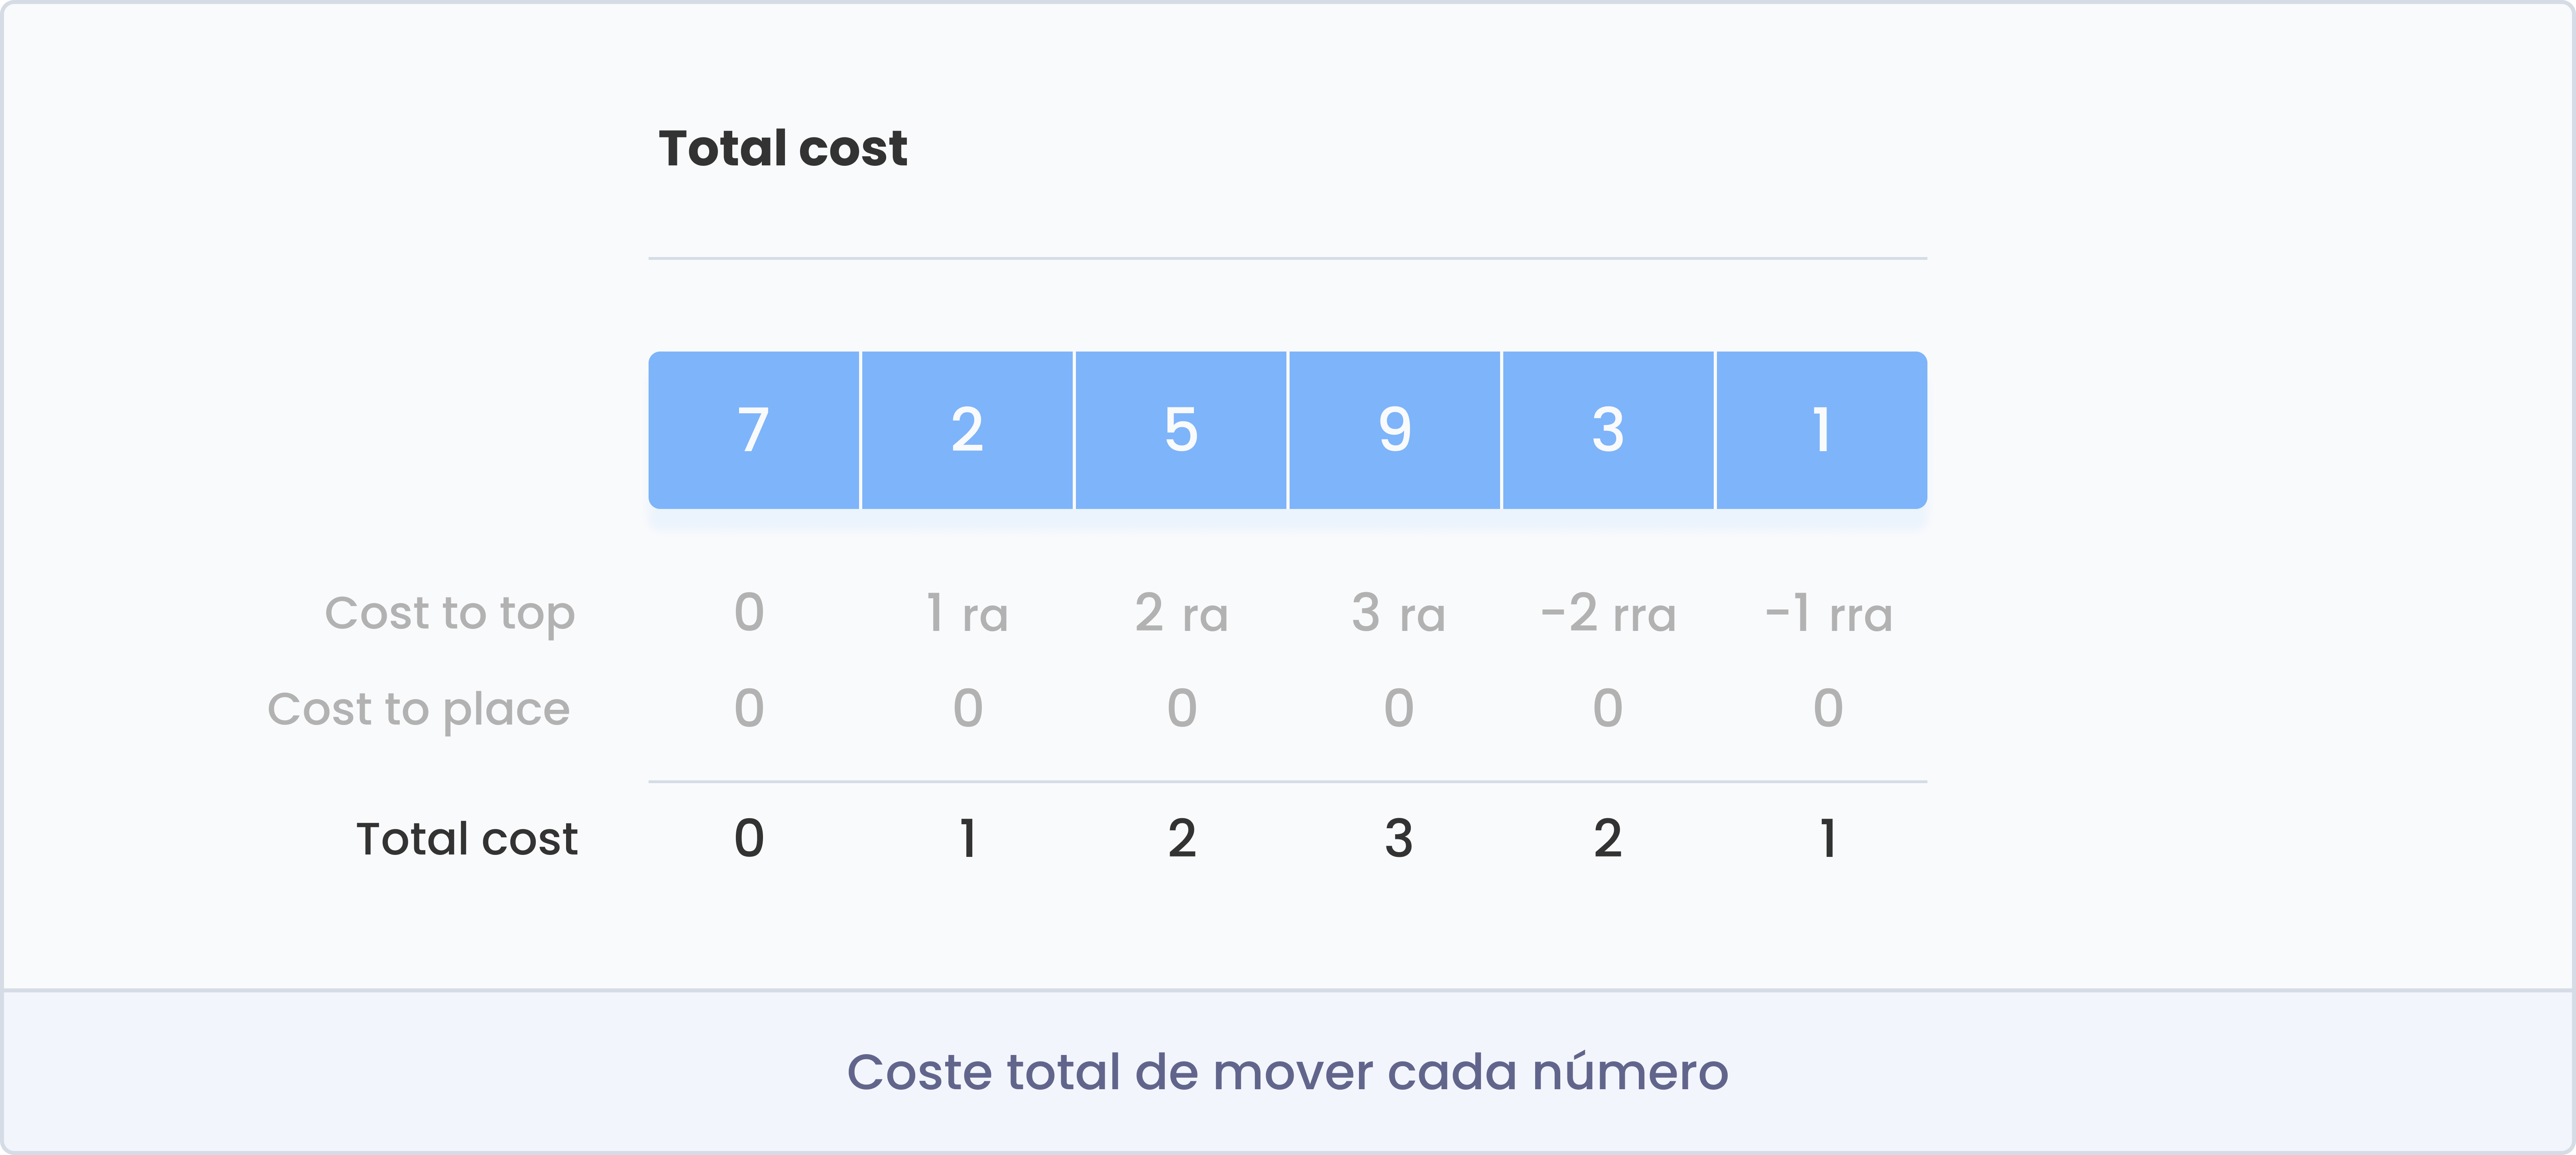 Total cost
7 2 5 9 3 1
Cost to top 0 1 ra 2 ra 3 ra -2 rra -1 rra
Cost to place 0 0 0 0 0 0
Total cost 0 1 2 3 2 1
Coste total de mover cada número